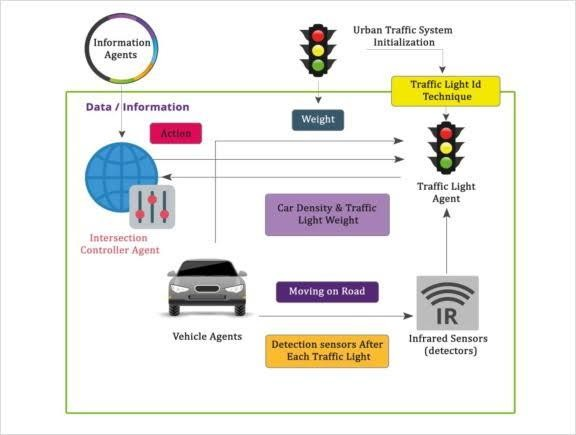 Information
Agents
Urban Traffic System
Initialization
Traffic Light Id
Technique
Data / Information
Weight
Action
Traffic Light
Agent
Car Density & Traffic
Light Weight
Intersection
Controller Agent
Moving on Road
IR
Vehicle Agents
Infrared Sensors
(detectors)
Detection sensors After
Each Traffic Light